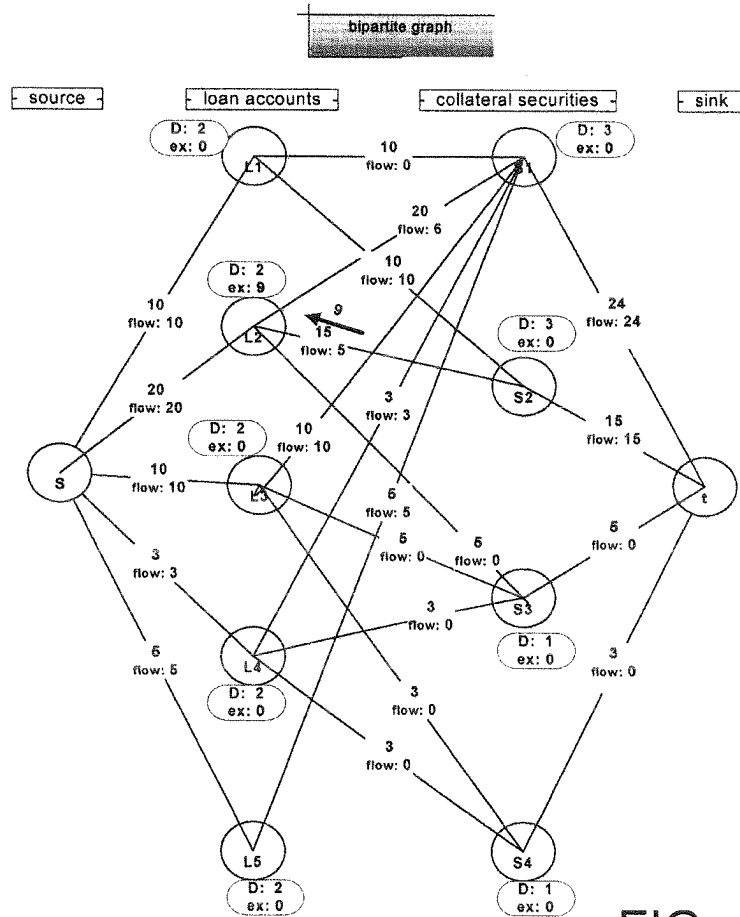 bipartite graph
source
loan accounts
collateral securities
sink
D: 2
ex: 0
L1
10
flow: 0
D: 3
ex: 0
S1
20
flow: 6
10
flow: 10
D: 2
ex: 9
L2
9
15
flow: 5
10
flow: 10
24
flow: 24
D: 3
ex: 0
S2
20
flow: 20
D: 2
ex: 0
10
flow: 10
3
flow: 3
15
flow: 15
S
10
flow: 10
L3
5
flow: 5
t
5
flow: 0
5
flow: 0
5
flow: 0
3
flow: 3
S3
3
flow: 0
D: 1
ex: 0
5
flow: 5
L4
D: 2
ex: 0
3
flow: 0
3
flow: 0
3
flow: 0
L5
D: 2
ex: 0
S4
D: 1
ex: 0